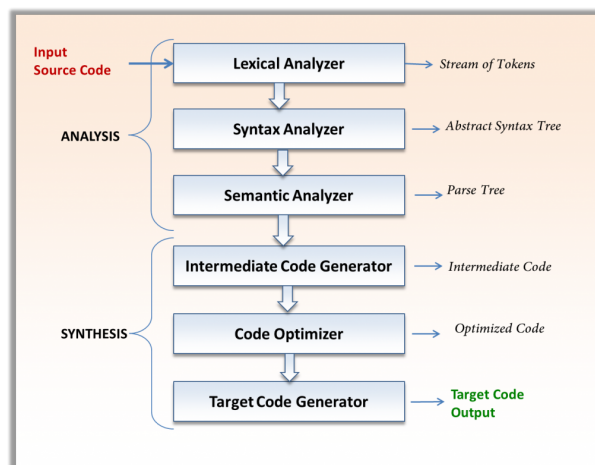 Input
Source Code
Lexical Analyzer
Stream of Tokens
Syntax Analyzer
Abstract Syntax Tree
ANALYSIS
Semantic Analyzer
Parse Tree
Intermediate Code Generator
Intermediate Code
SYNTHESIS
Code Optimizer
Optimized Code
Target Code Generator
Target Code
Output